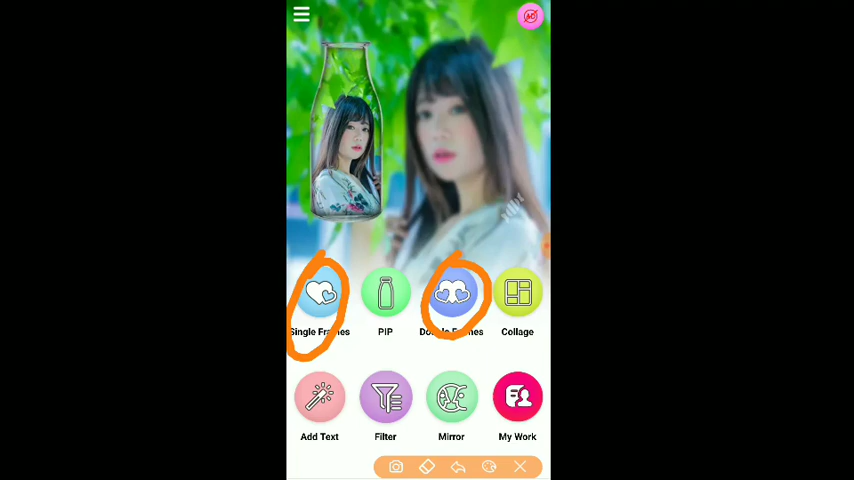 Single Frames
PIP
Double Frames
Collage
Add Text
Filter
Mirror
My Work